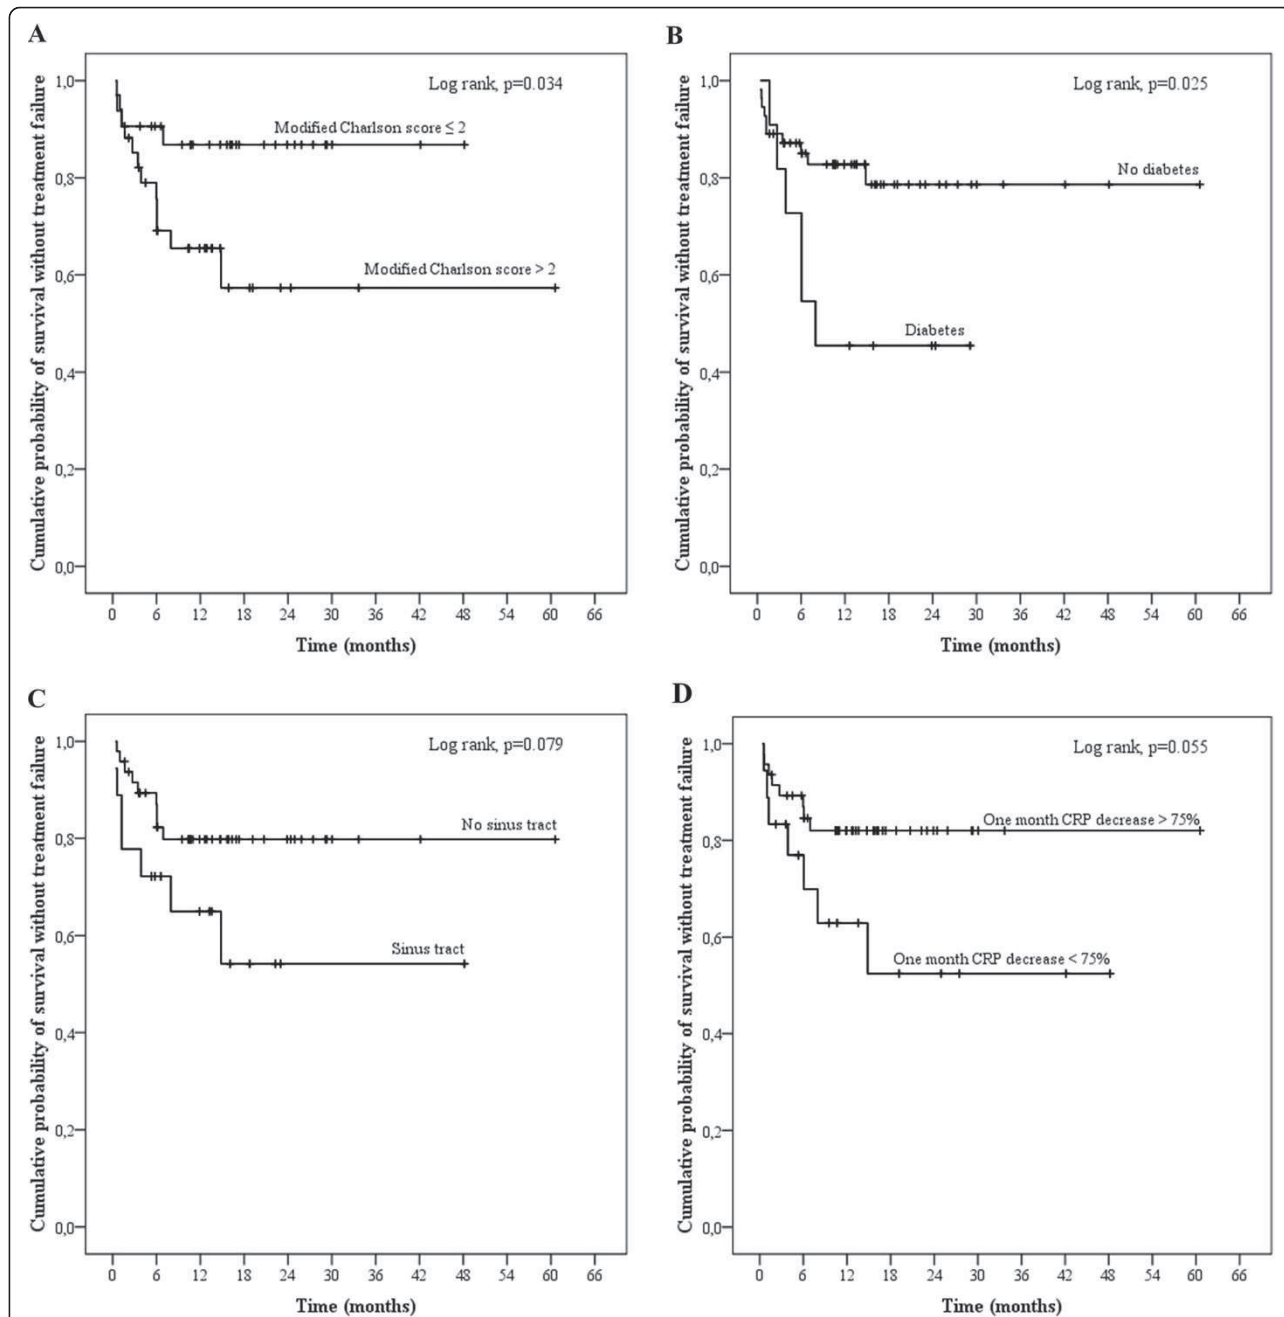 A
Cumulative probability of survival without treatment failure
1,0
0,8
0,6
0,4
0,2
0,0
Log rank, p=0.034
Modified Charlson score ≤ 2
Modified Charlson score > 2
0 6 12 18 24 30 36 42 48 54 60 66
Time (months)
B
Cumulative probability of survival without treatment failure
1,0
0,8
0,6
0,4
0,2
0,0
Log rank, p=0.025
No diabetes
Diabetes
0 6 12 18 24 30 36 42 48 54 60 66
Time (months)
C
Cumulative probability of survival without treatment failure
1,0
0,8
0,6
0,4
0,2
0,0
Log rank, p=0.079
No sinus tract
Sinus tract
0 6 12 18 24 30 36 42 48 54 60 66
Time (months)
D
Cumulative probability of survival without treatment failure
1,0
0,8
0,6
0,4
0,2
0,0
Log rank, p=0.055
One month CRP decrease > 75%
One month CRP decrease < 75%
0 6 12 18 24 30 36 42 48 54 60 66
Time (months)